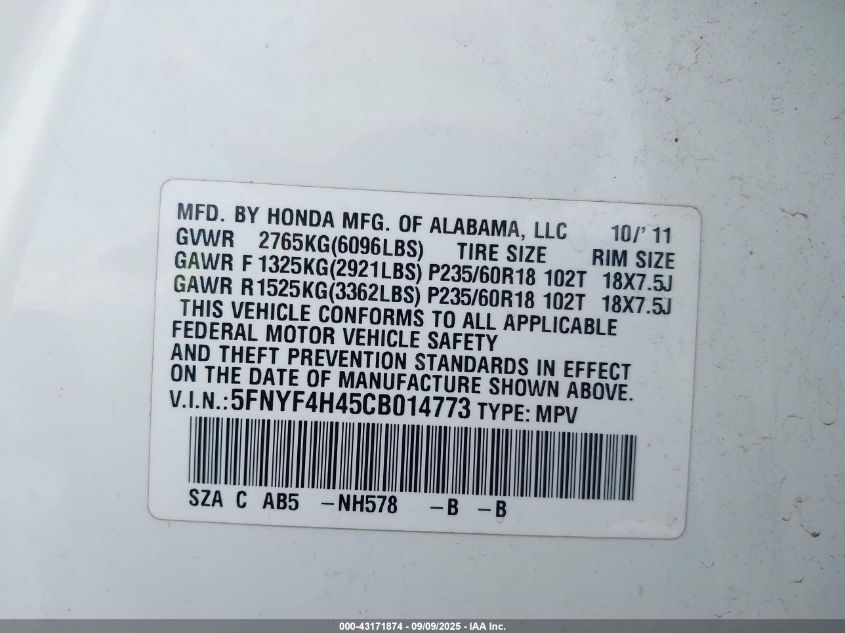 MFD. BY HONDA MFG. OF ALABAMA, LLC 10/' 11
GVWR 2765KG(6096LBS) TIRE SIZE RIM SIZE
GAWR F 1325KG(2921LBS) P235/60R18 102T 18X7.5J
GAWR R1525KG(3362LBS) P235/60R18 102T 18X7.5J
THIS VEHICLE CONFORMS TO ALL APPLICABLE
FEDERAL MOTOR VEHICLE SAFETY
AND THEFT PREVENTION STANDARDS IN EFFECT
ON THE DATE OF MANUFACTURE SHOWN ABOVE.
V.I.N.:5FNYF4H45CB014773 TYPE: MPV
SZA C AB5 –NH578 –B –B
000-43171874 - 09/09/2025 - IAA Inc.